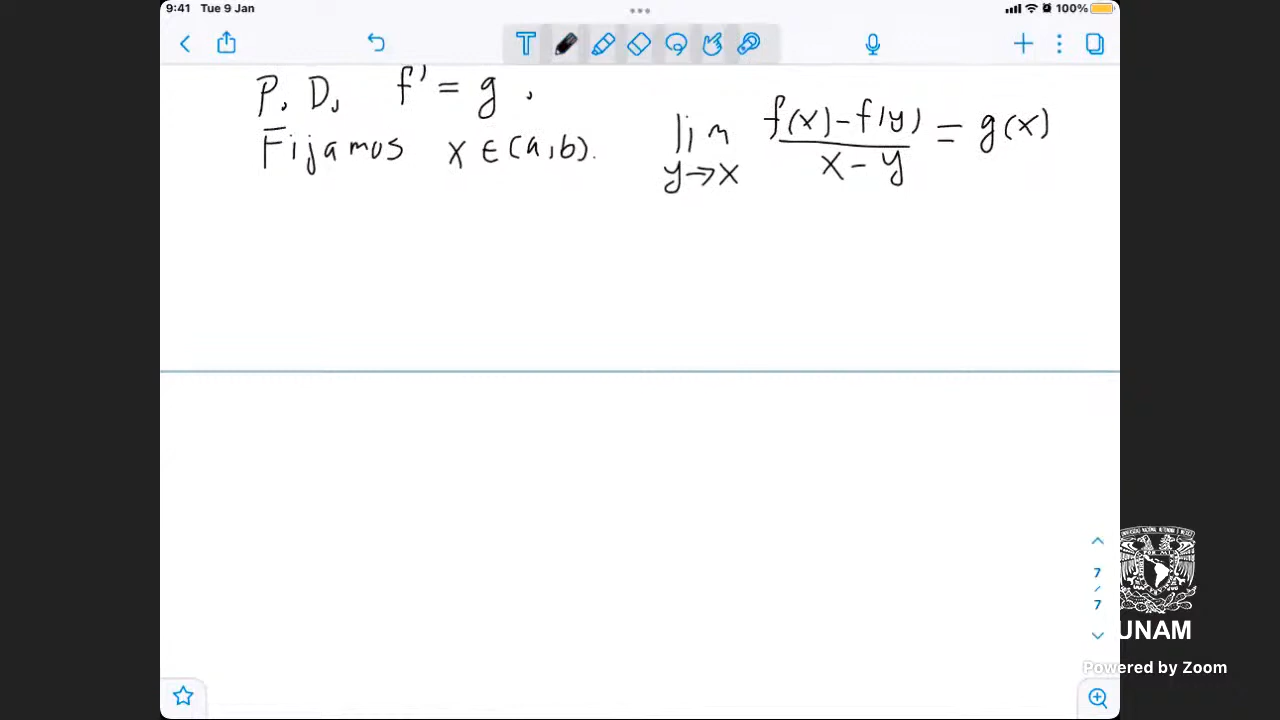 9:41 Tue 9 Jan 100%
P. D. f' = g .
Fijamos x ∈ (a,b). lim y→x (f(x) - f(y))/(x - y) = g(x)
7
7
UNAM
Powered by Zoom